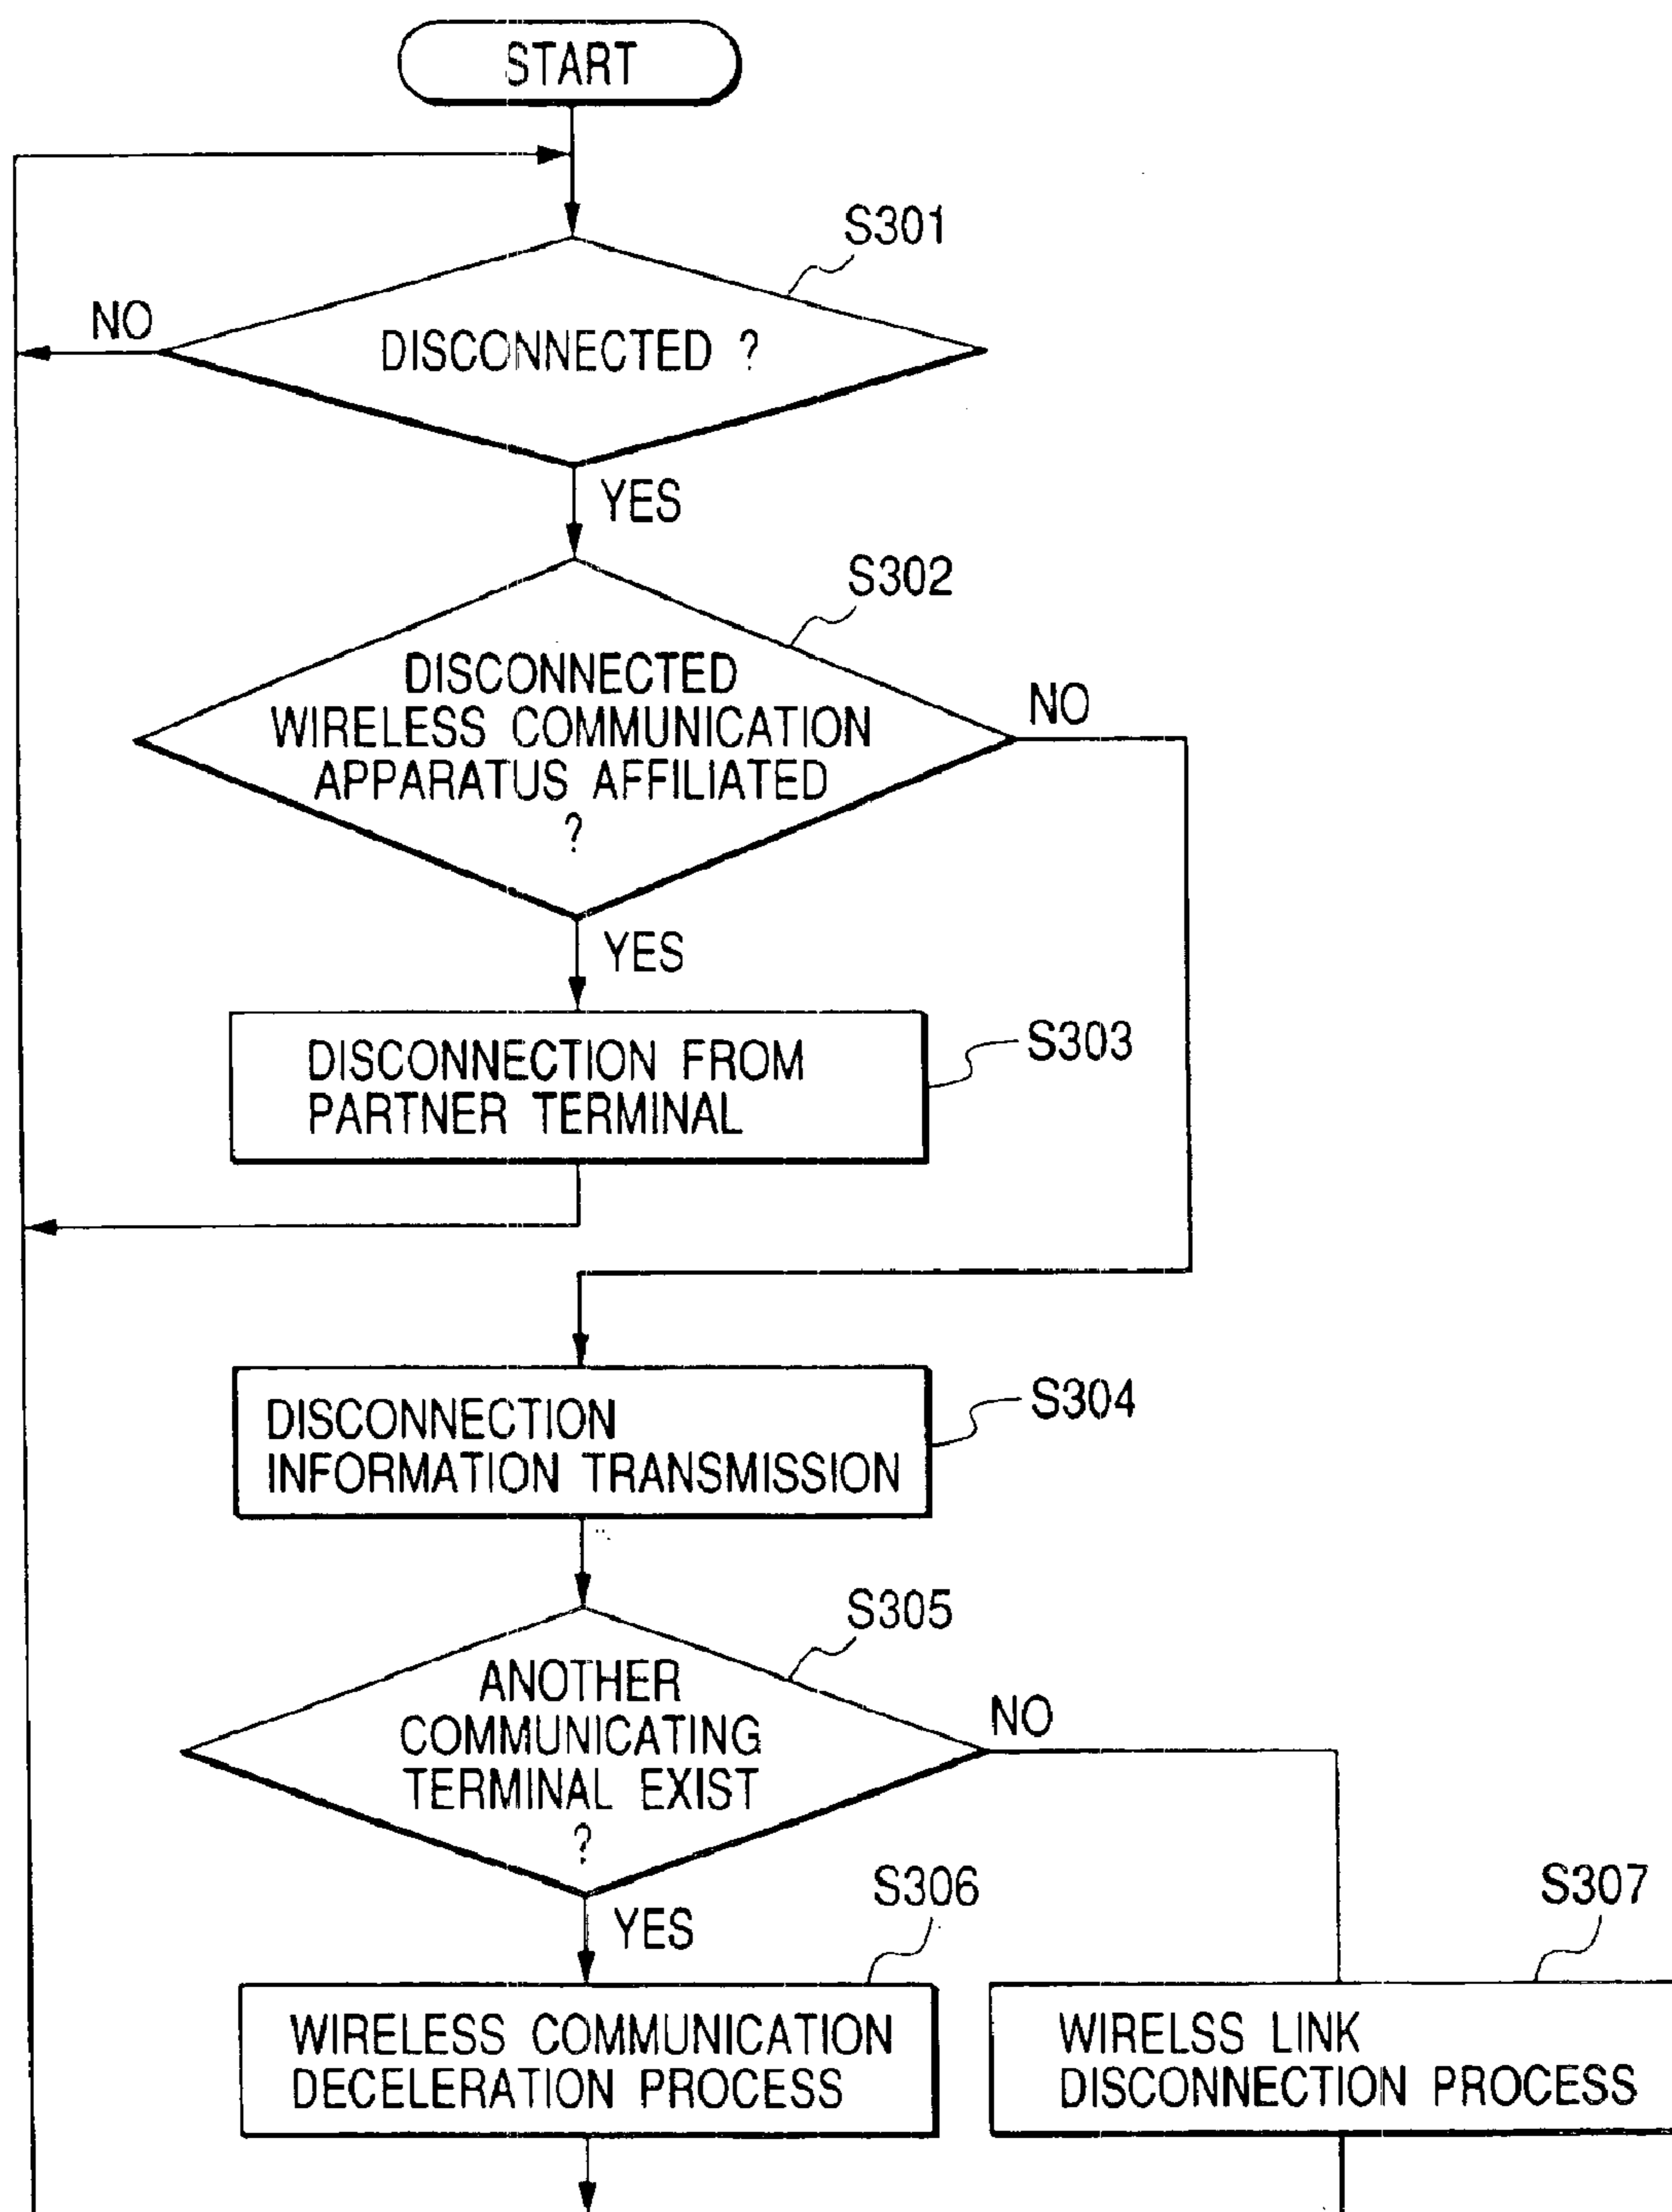 START
S301
NO
DISCONNECTED ?
YES
S302
DISCONNECTED
WIRELESS COMMUNICATION
APPARATUS AFFILIATED
?
NO
YES
DISCONNECTION FROM
PARTNER TERMINAL
S303
DISCONNECTION
INFORMATION TRANSMISSION
S304
S305
ANOTHER
COMMUNICATING
TERMINAL EXIST
?
NO
YES
S306
WIRELESS COMMUNICATION
DECELERATION PROCESS
S307
WIRELSS LINK
DISCONNECTION PROCESS